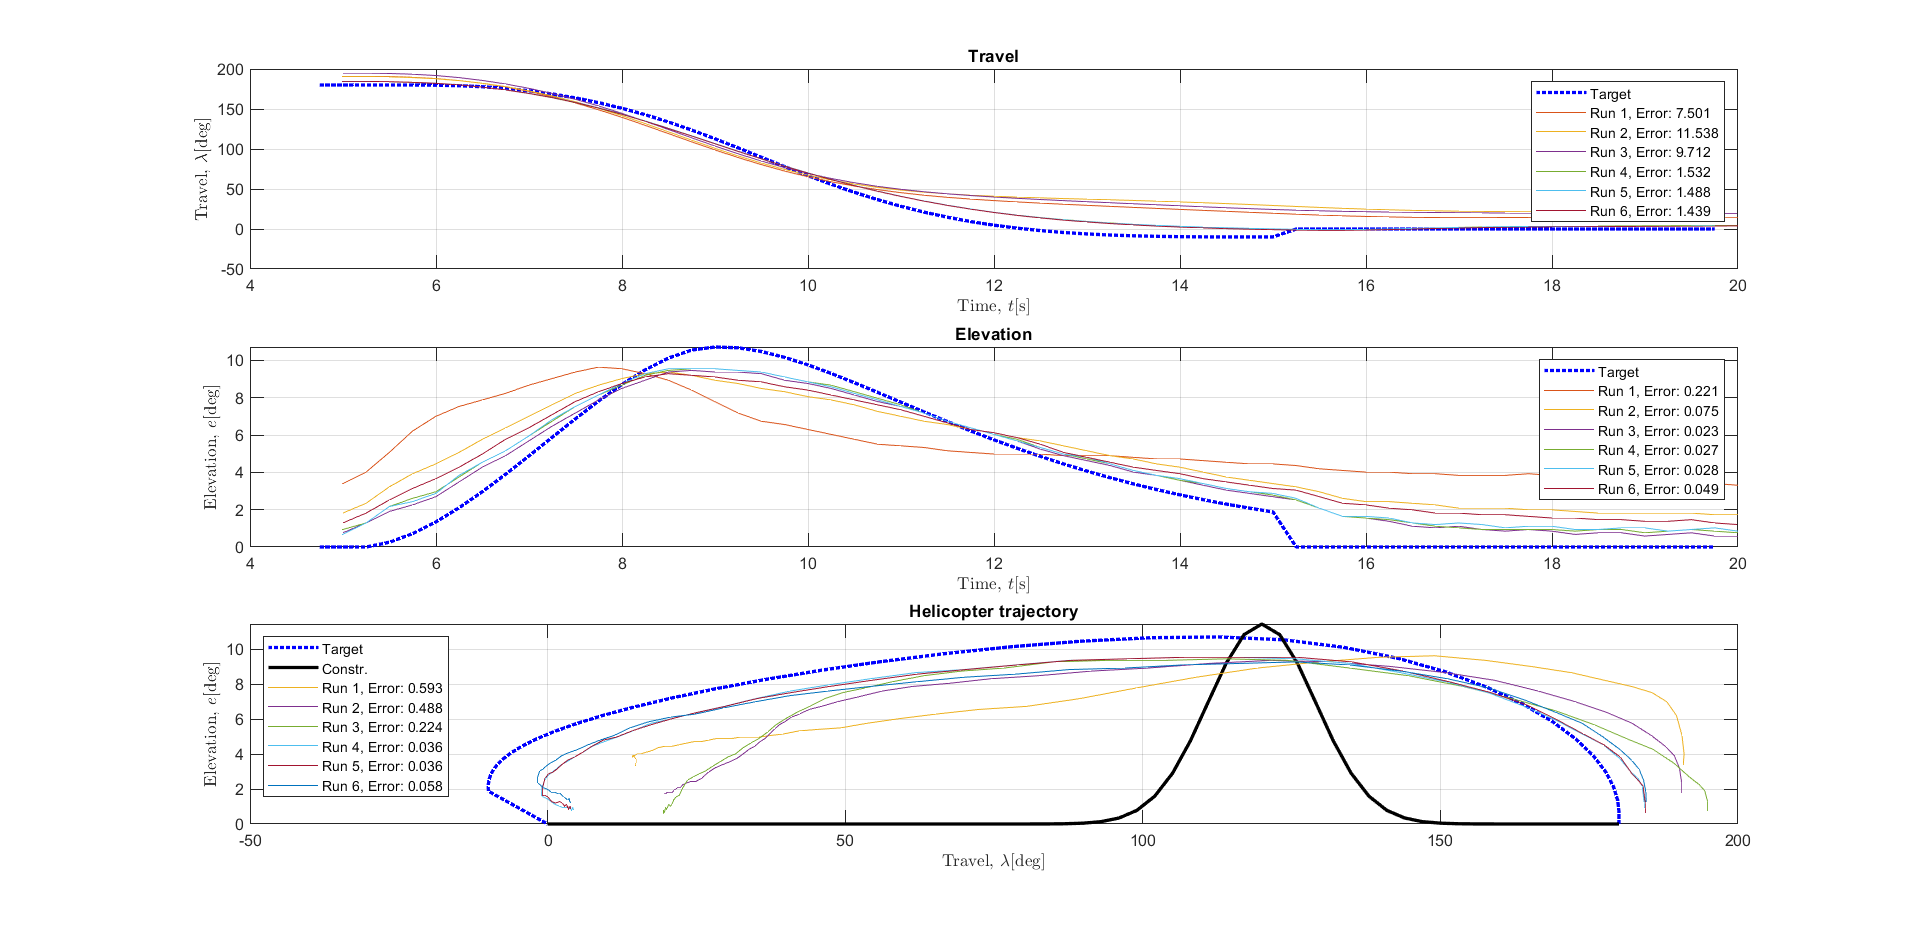 Travel
200
150
100
50
0
-50
Travel, λ[deg]
4 6 8 10 12 14 16 18 20
Time, t[s]
Target
Run 1, Error: 7.501
Run 2, Error: 11.538
Run 3, Error: 9.712
Run 4, Error: 1.532
Run 5, Error: 1.488
Run 6, Error: 1.439
Elevation
10
8
6
4
2
0
Elevation, e[deg]
4 6 8 10 12 14 16 18 20
Time, t[s]
Target
Run 1, Error: 0.221
Run 2, Error: 0.075
Run 3, Error: 0.023
Run 4, Error: 0.027
Run 5, Error: 0.028
Run 6, Error: 0.049
Helicopter trajectory
10
8
6
4
2
0
Elevation, e[deg]
-50 0 50 100 150 200
Travel, λ[deg]
Target
Constr.
Run 1, Error: 0.593
Run 2, Error: 0.488
Run 3, Error: 0.224
Run 4, Error: 0.036
Run 5, Error: 0.036
Run 6, Error: 0.058